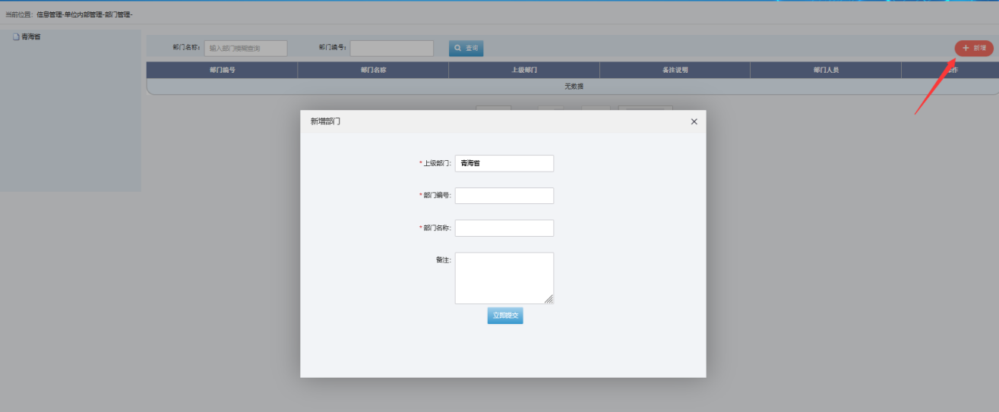 当前位置: 信息管理-单位内部管理-部门管理-
青海省
部门名称: 输入部门模糊查询 部门编号: 查询 新增
部门编号 部门名称 上级部门 备注说明 部门人员 操作
无数据
新增部门
*上级部门: 青海省
*部门编号:
*部门名称:
备注:
立即提交